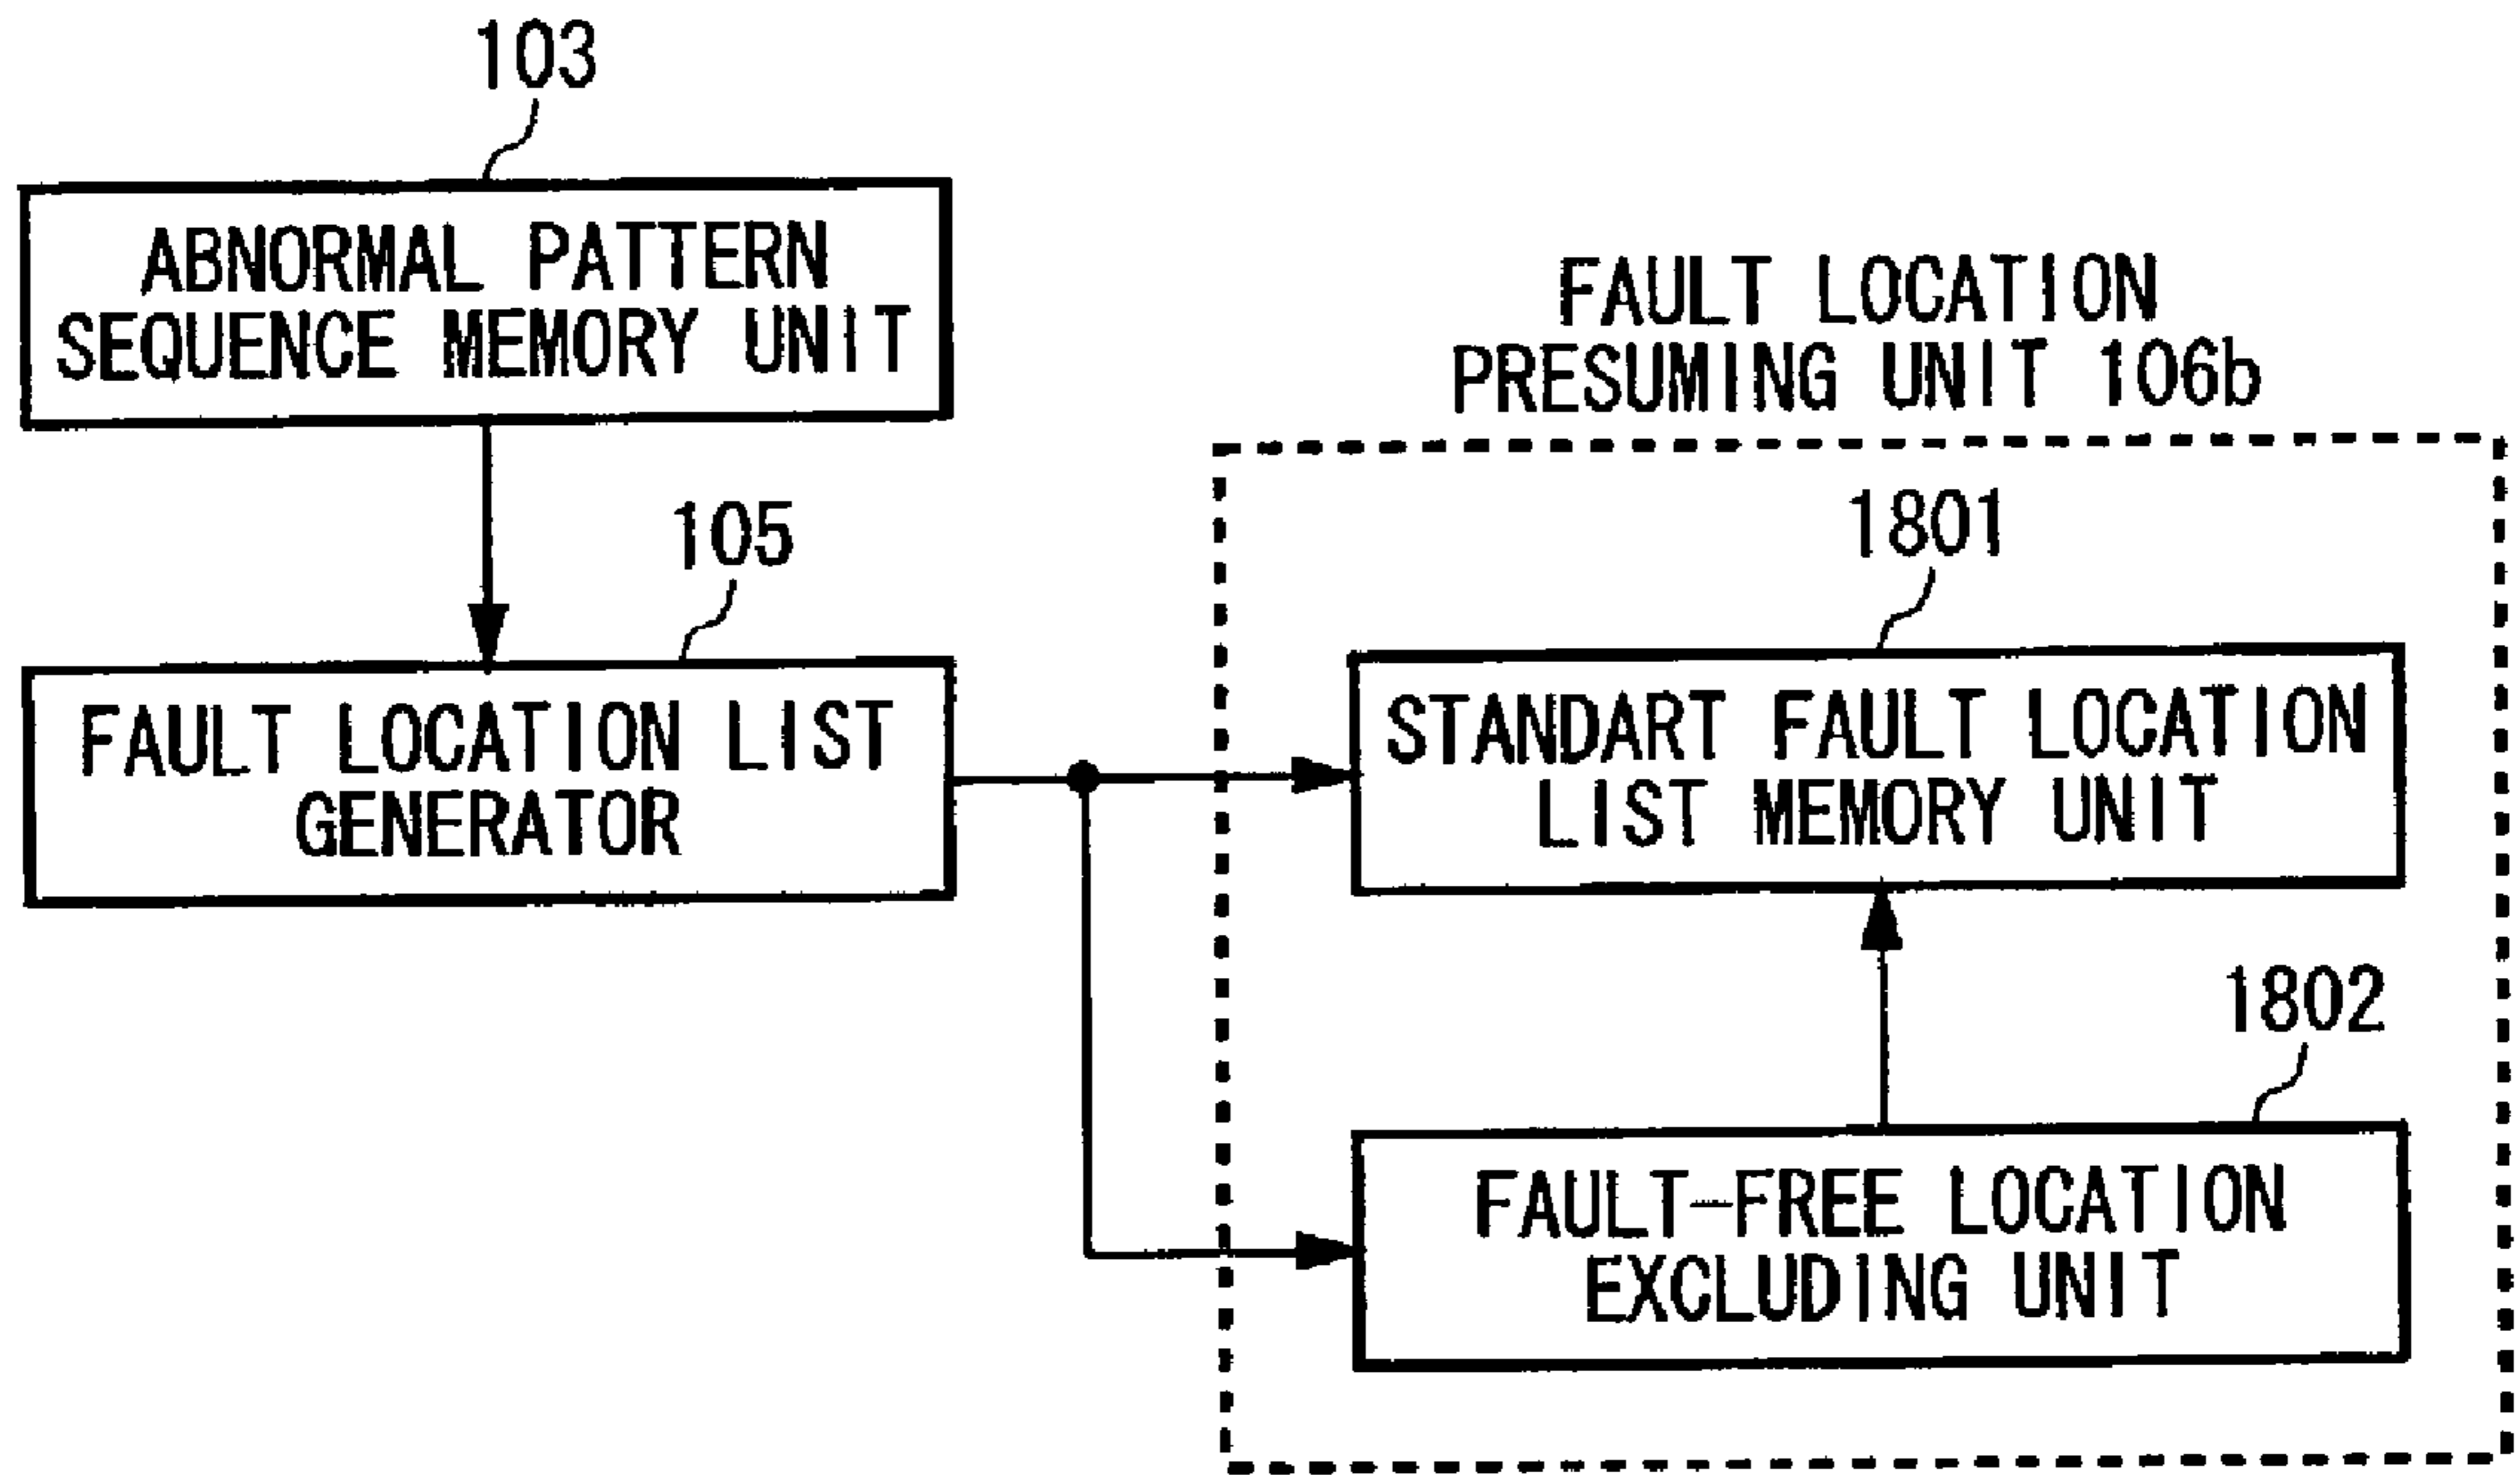 103
ABNORMAL PATTERN
SEQUENCE MEMORY UNIT
FAULT LOCATION
PRESUMING UNIT 106b
105
FAULT LOCATION LIST
GENERATOR
1801
STANDART FAULT LOCATION
LIST MEMORY UNIT
1802
FAULT-FREE LOCATION
EXCLUDING UNIT